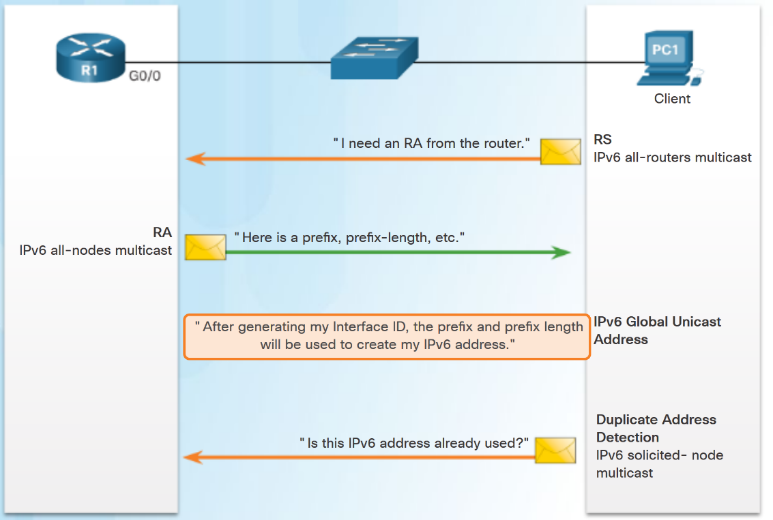 R1
G0/0
PC1
Client
"I need an RA from the router."
RS
IPv6 all-routers multicast
RA
IPv6 all-nodes multicast
"Here is a prefix, prefix-length, etc."
"After generating my Interface ID, the prefix and prefix length
will be used to create my IPv6 address."
IPv6 Global Unicast
Address
"Is this IPv6 address already used?"
Duplicate Address
Detection
IPv6 solicited- node
multicast